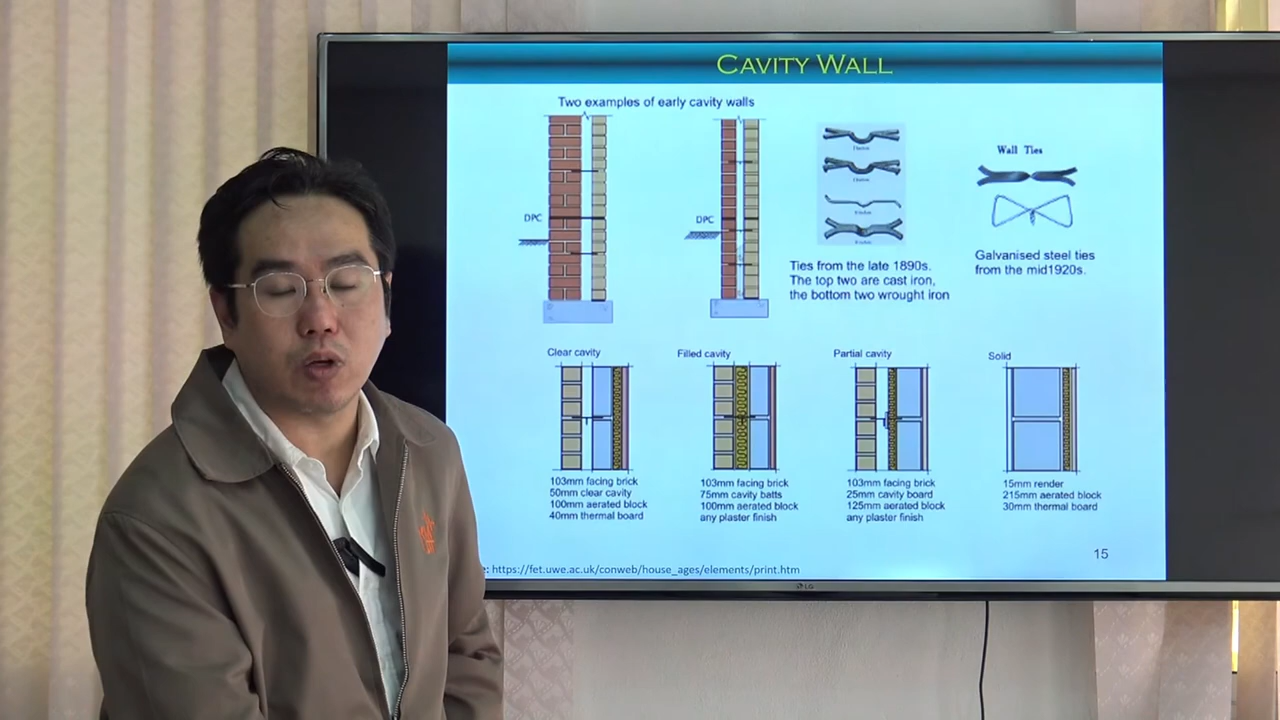 CAVITY WALL
Two examples of early cavity walls
DPC
DPC
Wall Ties
Ties from the late 1890s.
The top two are cast iron,
the bottom two wrought iron
Galvanised steel ties
from the mid1920s.
Clear cavity
103mm facing brick
50mm clear cavity
100mm aerated block
40mm thermal board
Filled cavity
103mm facing brick
75mm cavity batts
100mm aerated block
any plaster finish
Partial cavity
103mm facing brick
25mm cavity board
125mm aerated block
any plaster finish
Solid
15mm render
215mm aerated block
30mm thermal board
15
: https://fet.uwe.ac.uk/conweb/house_ages/elements/print.htm
LG